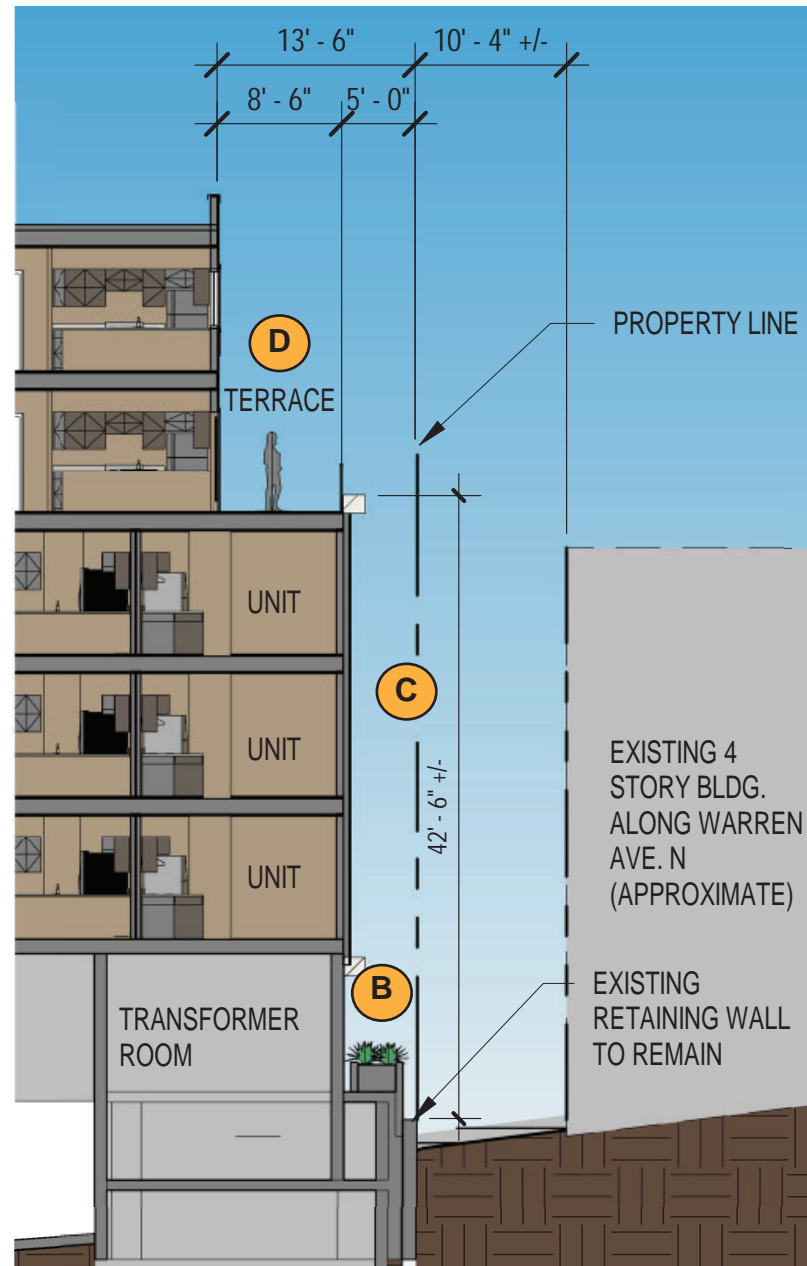 13' - 6" 10' - 4" +/-
8' - 6" 5' - 0"
PROPERTY LINE
D
TERRACE
UNIT
C
UNIT
42' - 6" +/-
EXISTING 4
STORY BLDG.
ALONG WARREN
AVE. N
(APPROXIMATE)
UNIT
B
TRANSFORMER
ROOM
EXISTING
RETAINING WALL
TO REMAIN